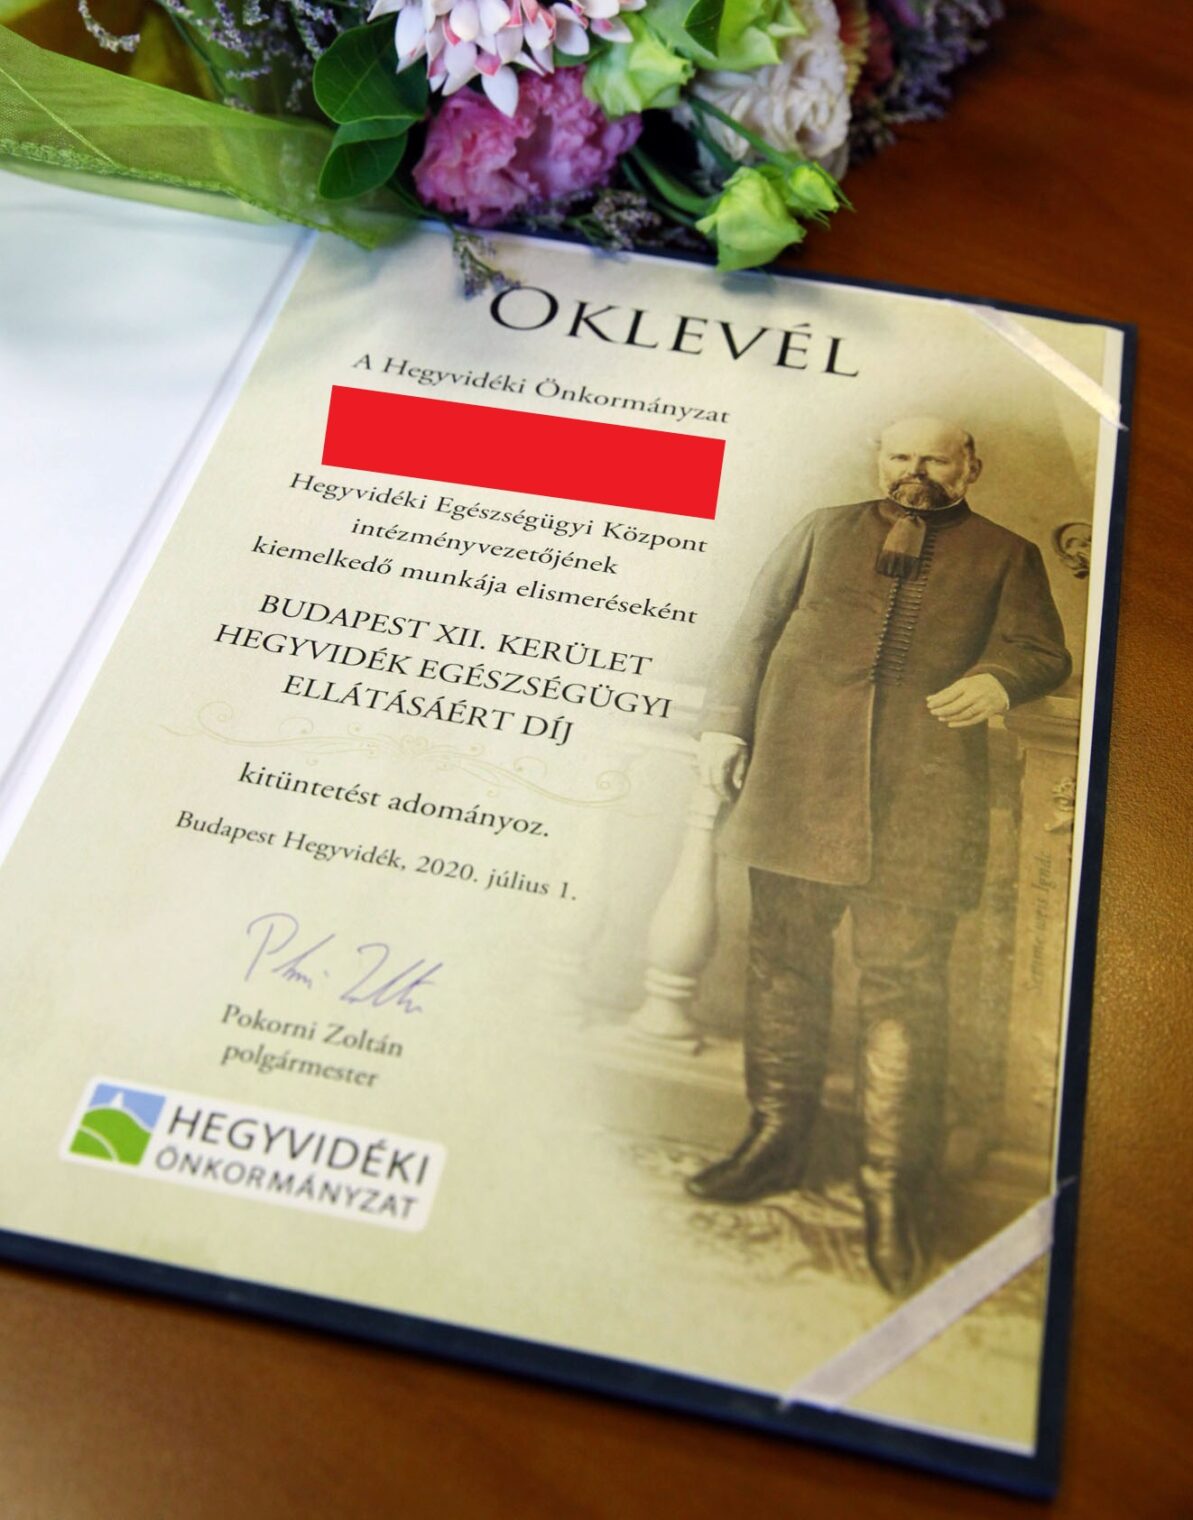 OKLEVÉL
A Hegyvidéki Önkormányzat
Hegyvidéki Egészségügyi Központ
intézményvezetőjének
kiemelkedő munkája elismeréseként
BUDAPEST XII. KERÜLET
HEGYVIDÉK EGÉSZSÉGÜGYI
ELLÁTÁSÁÉRT DÍJ
kitüntetést adományoz.
Budapest Hegyvidék, 2020. július 1.
Pokorni Zoltán
polgármester
HEGYVIDÉKI
ÖNKORMÁNYZAT